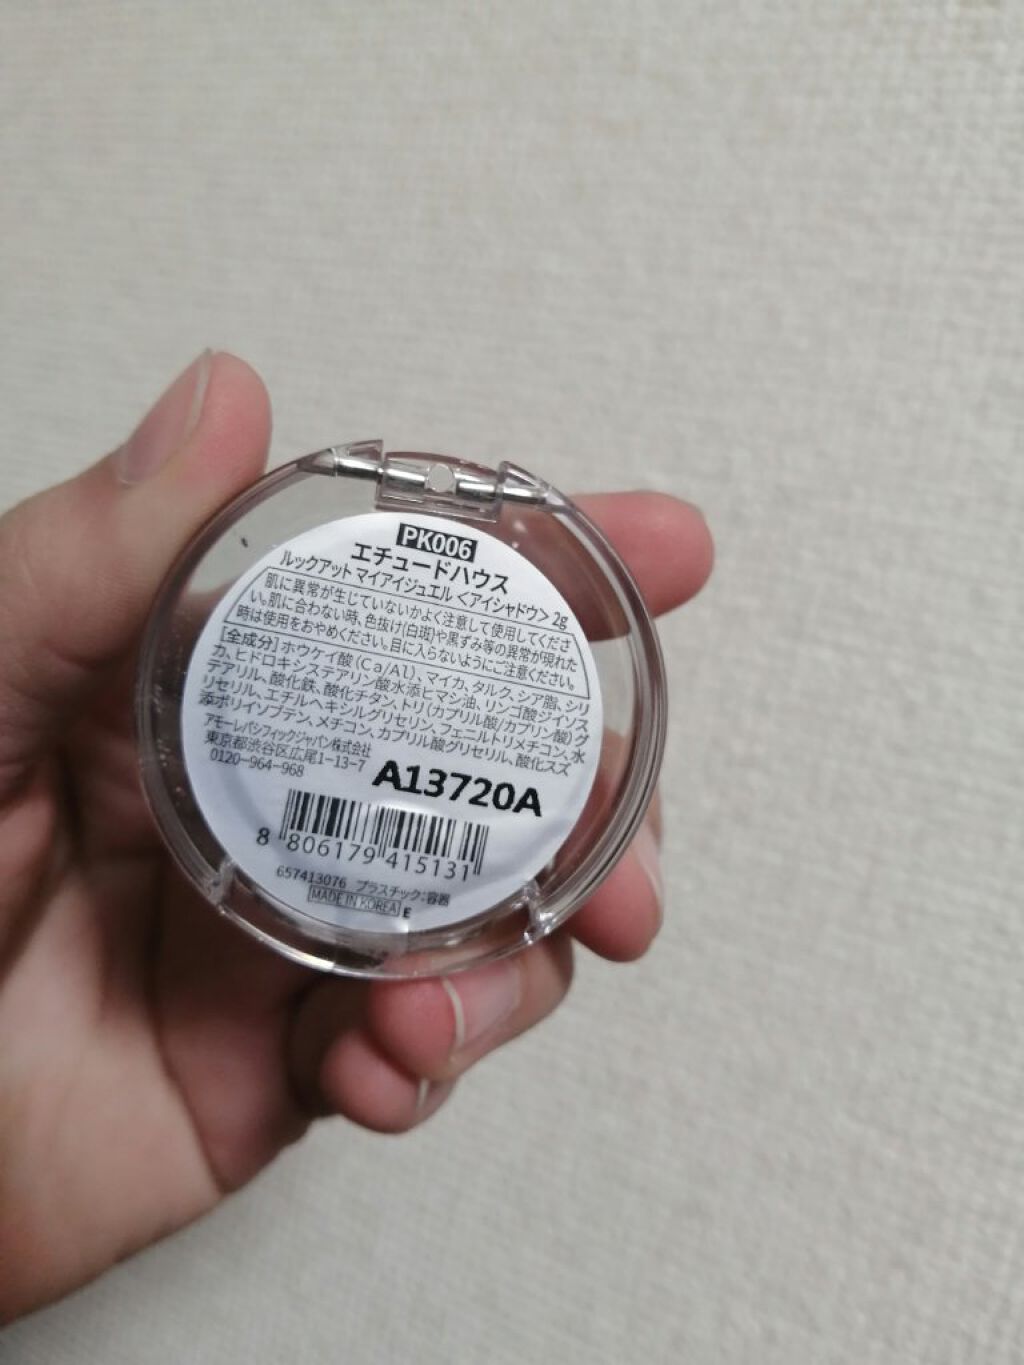 PK006
エチュードハウス
ルックアット マイアイジュエル <アイシャドウ> 2g
肌に異常が生じていないかよく注意して使用してくださ
い。肌に合わない時、色抜け(白斑)や黒ずみ等の異常が現れた
時は使用をおやめください。目に入らないようにご注意ください。
[全成分] ホウケイ酸 (Ca/Al)、マイカ、タルク、シア脂、シリ
カ、ヒドロキシステアリン酸水添ヒマシ油、リンゴ酸ジイソス
テアリル、酸化鉄、酸化チタン、トリ(カプリル酸/カプリン酸)グ
リセリル、エチルヘキシルグリセリン、フェニルトリメチコン、水
添ポリイソブテン、メチコン、カプリル酸グリセリル、酸化スズ
アモーレパシフィックジャパン株式会社
東京都渋谷区広尾1-13-7
0120-964-968
A13720A
8 806179 415131
657413076 プラスチック:容器
MADE IN KOREA E